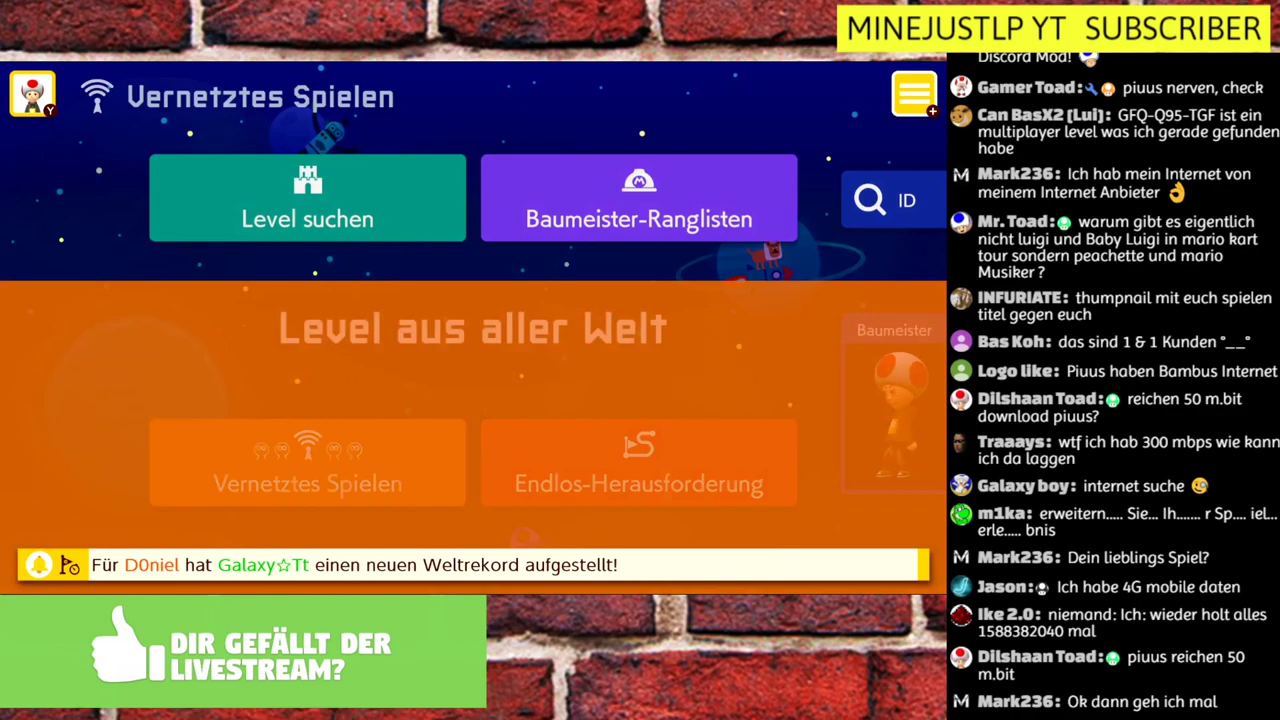 MINEJUSTLP YT SUBSCRIBER
Y
Vernetztes Spielen
+
Level suchen
Baumeister-Ranglisten
ID
Level aus aller Welt
Baumeister
Vernetztes Spielen
Endlos-Herausforderung
Für D0niel hat Galaxy☆Tt einen neuen Weltrekord aufgestellt!
DIR GEFÄLLT DER
LIVESTREAM?
Discord Mod!
Gamer Toad: piuus nerven, check
Can BasX2 [Lui]: GFQ-Q95-TGF ist ein
multiplayer level was ich gerade gefunden
habe
M Mark236: Ich hab mein Internet von
meinem Internet Anbieter 👌
Mr. Toad: warum gibt es eigentlich
nicht luigi und Baby Luigi in mario kart
tour sondern peachette und mario
Musiker ?
INFURIATE: thumpnail mit euch spielen
titel gegen euch
Bas Koh: das sind 1 & 1 Kunden °__°
Logo like: Piuus haben Bambus Internet
Dilshaan Toad: reichen 50 m.bit
download piuus?
Traaays: wtf ich hab 300 mbps wie kann
ich da laggen
Galaxy boy: internet suche 🧐
m1ka: erweitern..... Sie... Ih....... r Sp.... iel...
erle..... bnis
M Mark236: Dein lieblings Spiel?
Jason: Ich habe 4G mobile daten
Ike 2.0: niemand: Ich: wieder holt alles
1588382040 mal
Dilshaan Toad: piuus reichen 50
m.bit
M Mark236: Ok dann geh ich mal